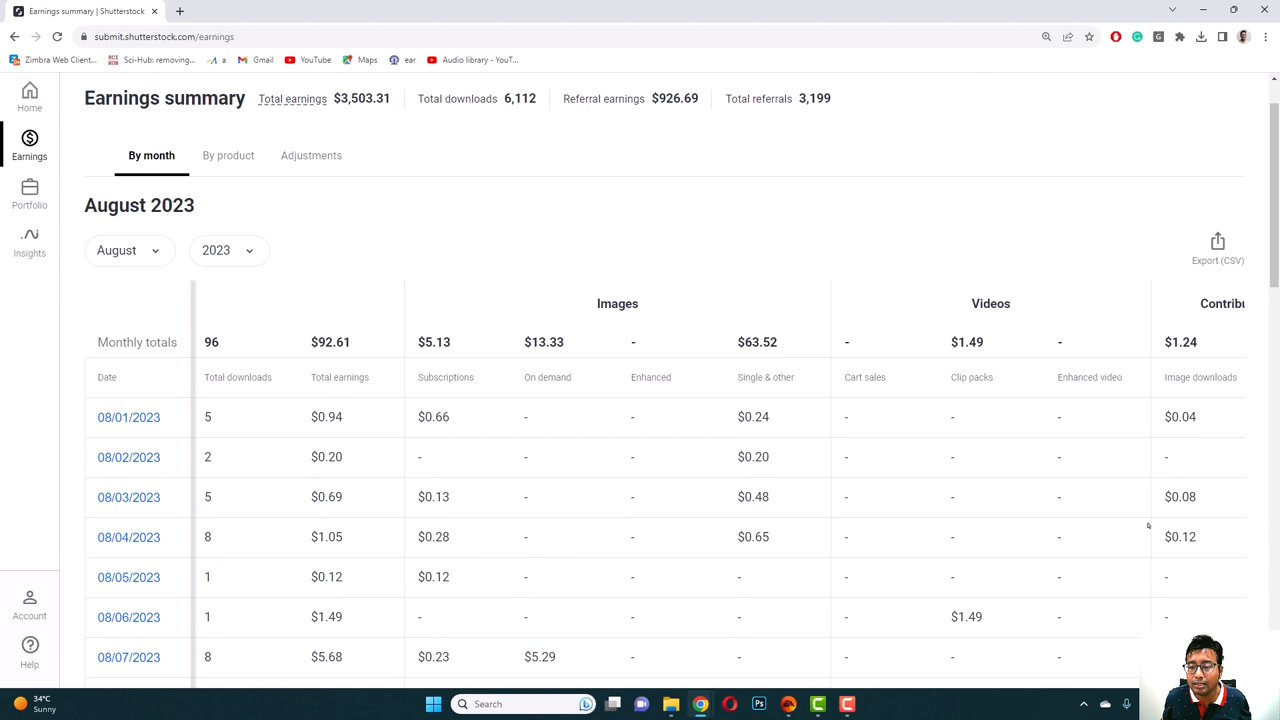 Earnings summary | Shutterstock
submit.shutterstock.com/earnings
Zimbra Web Client... Sci-Hub: removing... a Gmail YouTube Maps ear Audio library - YouT...
Home
Earnings
Portfolio
Insights
Account
Help
Earnings summary Total earnings $3,503.31 Total downloads 6,112 Referral earnings $926.69 Total referrals 3,199
By month By product Adjustments
August 2023
August 2023
Export (CSV)
Images Videos Contribu
Monthly totals 96 $92.61 $5.13 $13.33 - $63.52 - $1.49 - $1.24
Date Total downloads Total earnings Subscriptions On demand Enhanced Single & other Cart sales Clip packs Enhanced video Image downloads
08/01/2023 5 $0.94 $0.66 - - $0.24 - - - $0.04
08/02/2023 2 $0.20 - - - $0.20 - - - -
08/03/2023 5 $0.69 $0.13 - - $0.48 - - - $0.08
08/04/2023 8 $1.05 $0.28 - - $0.65 - - - $0.12
08/05/2023 1 $0.12 $0.12 - - - - - - -
08/06/2023 1 $1.49 - - - - - $1.49 - -
08/07/2023 8 $5.68 $0.23 $5.29 - - - - -
34°C
Sunny
Search